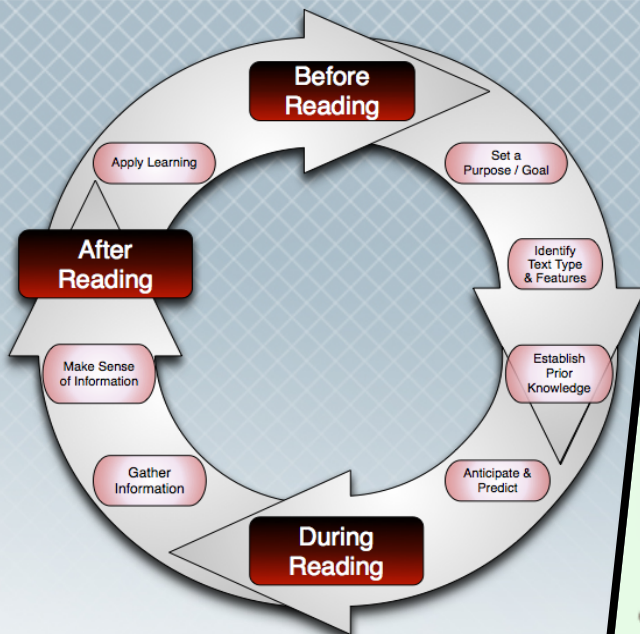 Before
Reading
Set a
Purpose / Goal
Identify
Text Type
& Features
Establish
Prior
Knowledge
Anticipate &
Predict
During
Reading
Gather
Information
Make Sense
of Information
After
Reading
Apply Learning